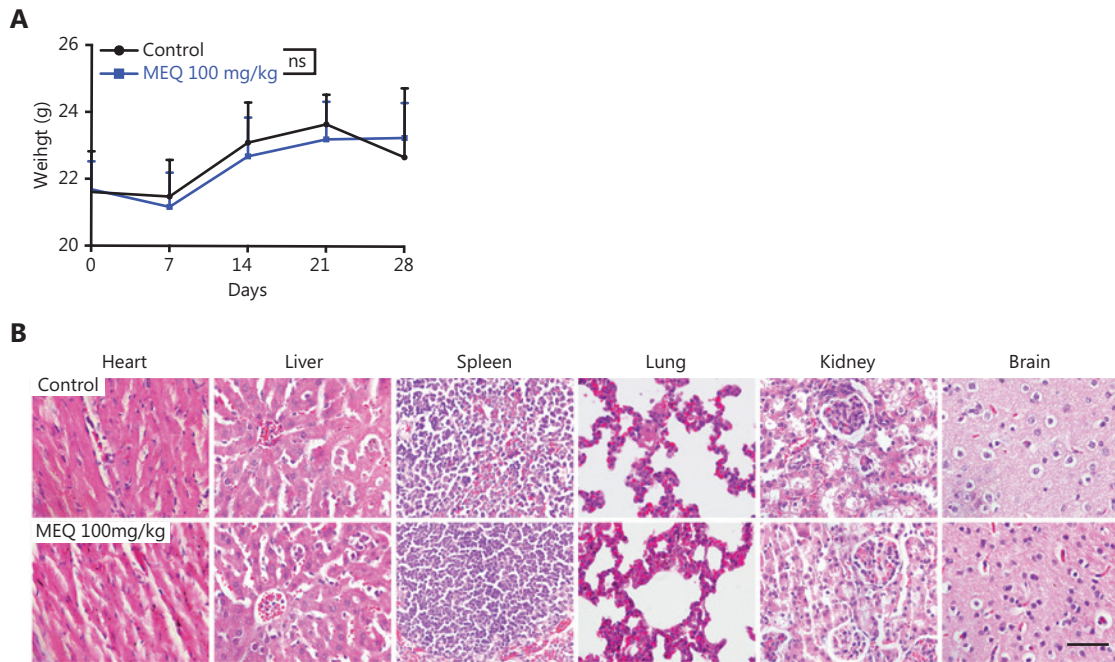 A
26
24
22
20
Weihgt (g)
Control
MEQ 100 mg/kg
ns
0 7 14 21 28
Days
B
Heart Liver Spleen Lung Kidney Brain
Control
MEQ 100mg/kg